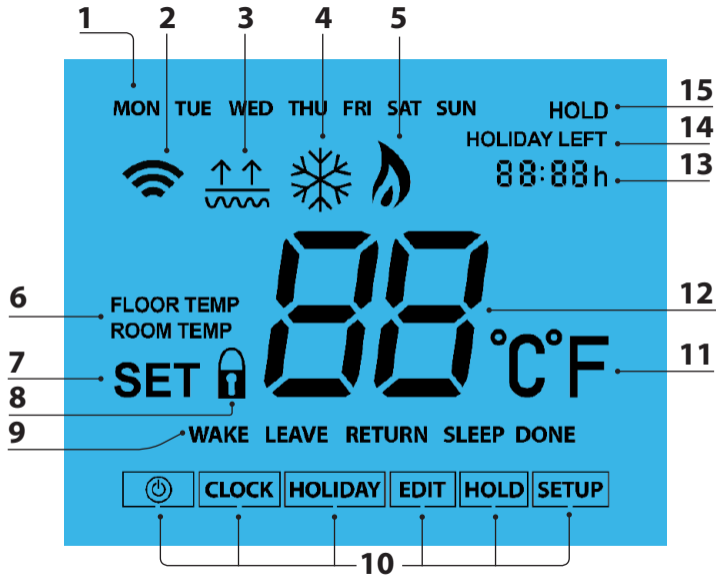 1 2 3 4 5
MON TUE WED THU FRI SAT SUN
HOLD 15
HOLIDAY LEFT 14
88:88h 13
88 12
6 FLOOR TEMP
ROOM TEMP
°C°F 11
7 SET
8
9 WAKE LEAVE RETURN SLEEP DONE
CLOCK HOLIDAY EDIT HOLD SETUP
10